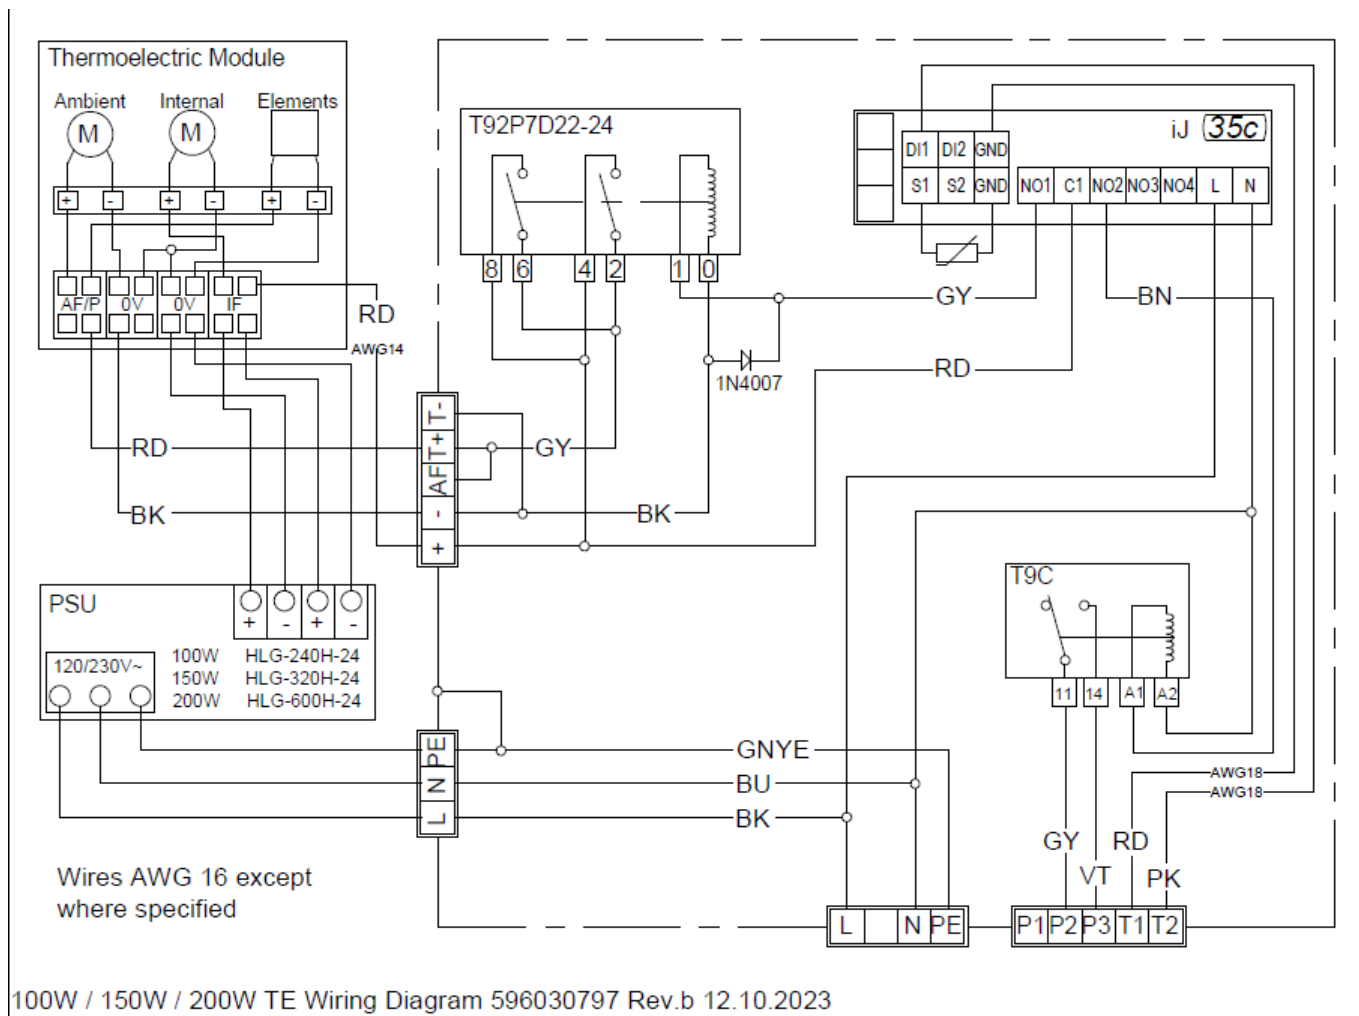 Thermoelectric Module
Ambient Internal Elements
M M
+ - + - + -
AF/P 0V 0V IF
RD
AWG14
T92P7D22-24
8 6 4 2 1 0
iJ 35c
DI1 DI2 GND
S1 S2 GND NO1 C1 NO2 NO3 NO4 L N
GY BN
RD
1N4007
T-
T+
AF
-
+
RD GY
BK BK
PSU
+ - + -
120/230V~
100W HLG-240H-24
150W HLG-320H-24
200W HLG-600H-24
T9C
11 14 A1 A2
PE
N
L
GNYE
BU
BK
AWG18
AWG18
GY RD
VT PK
Wires AWG 16 except
where specified
L N PE P1 P2 P3 T1 T2
100W / 150W / 200W TE Wiring Diagram 596030797 Rev.b 12.10.2023